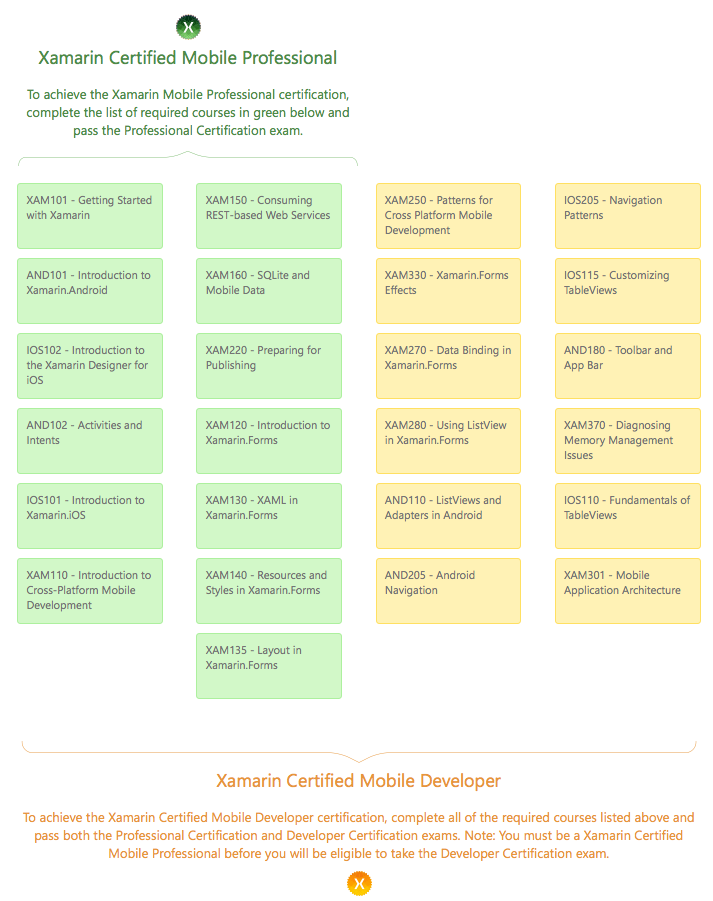 X
Xamarin Certified Mobile Professional
To achieve the Xamarin Mobile Professional certification,
complete the list of required courses in green below and
pass the Professional Certification exam.
XAM101 - Getting Started
with Xamarin
AND101 - Introduction to
Xamarin.Android
IOS102 - Introduction to
the Xamarin Designer for
iOS
AND102 - Activities and
Intents
IOS101 - Introduction to
Xamarin.iOS
XAM110 - Introduction to
Cross-Platform Mobile
Development
XAM150 - Consuming
REST-based Web Services
XAM160 - SQLite and
Mobile Data
XAM220 - Preparing for
Publishing
XAM120 - Introduction to
Xamarin.Forms
XAM130 - XAML in
Xamarin.Forms
XAM140 - Resources and
Styles in Xamarin.Forms
XAM135 - Layout in
Xamarin.Forms
XAM250 - Patterns for
Cross Platform Mobile
Development
XAM330 - Xamarin.Forms
Effects
XAM270 - Data Binding in
Xamarin.Forms
XAM280 - Using ListView
in Xamarin.Forms
AND110 - ListViews and
Adapters in Android
AND205 - Android
Navigation
IOS205 - Navigation
Patterns
IOS115 - Customizing
TableViews
AND180 - Toolbar and
App Bar
XAM370 - Diagnosing
Memory Management
Issues
IOS110 - Fundamentals of
TableViews
XAM301 - Mobile
Application Architecture
Xamarin Certified Mobile Developer
To achieve the Xamarin Certified Mobile Developer certification, complete all of the required courses listed above and
pass both the Professional Certification and Developer Certification exams. Note: You must be a Xamarin Certified
Mobile Professional before you will be eligible to take the Developer Certification exam.
X